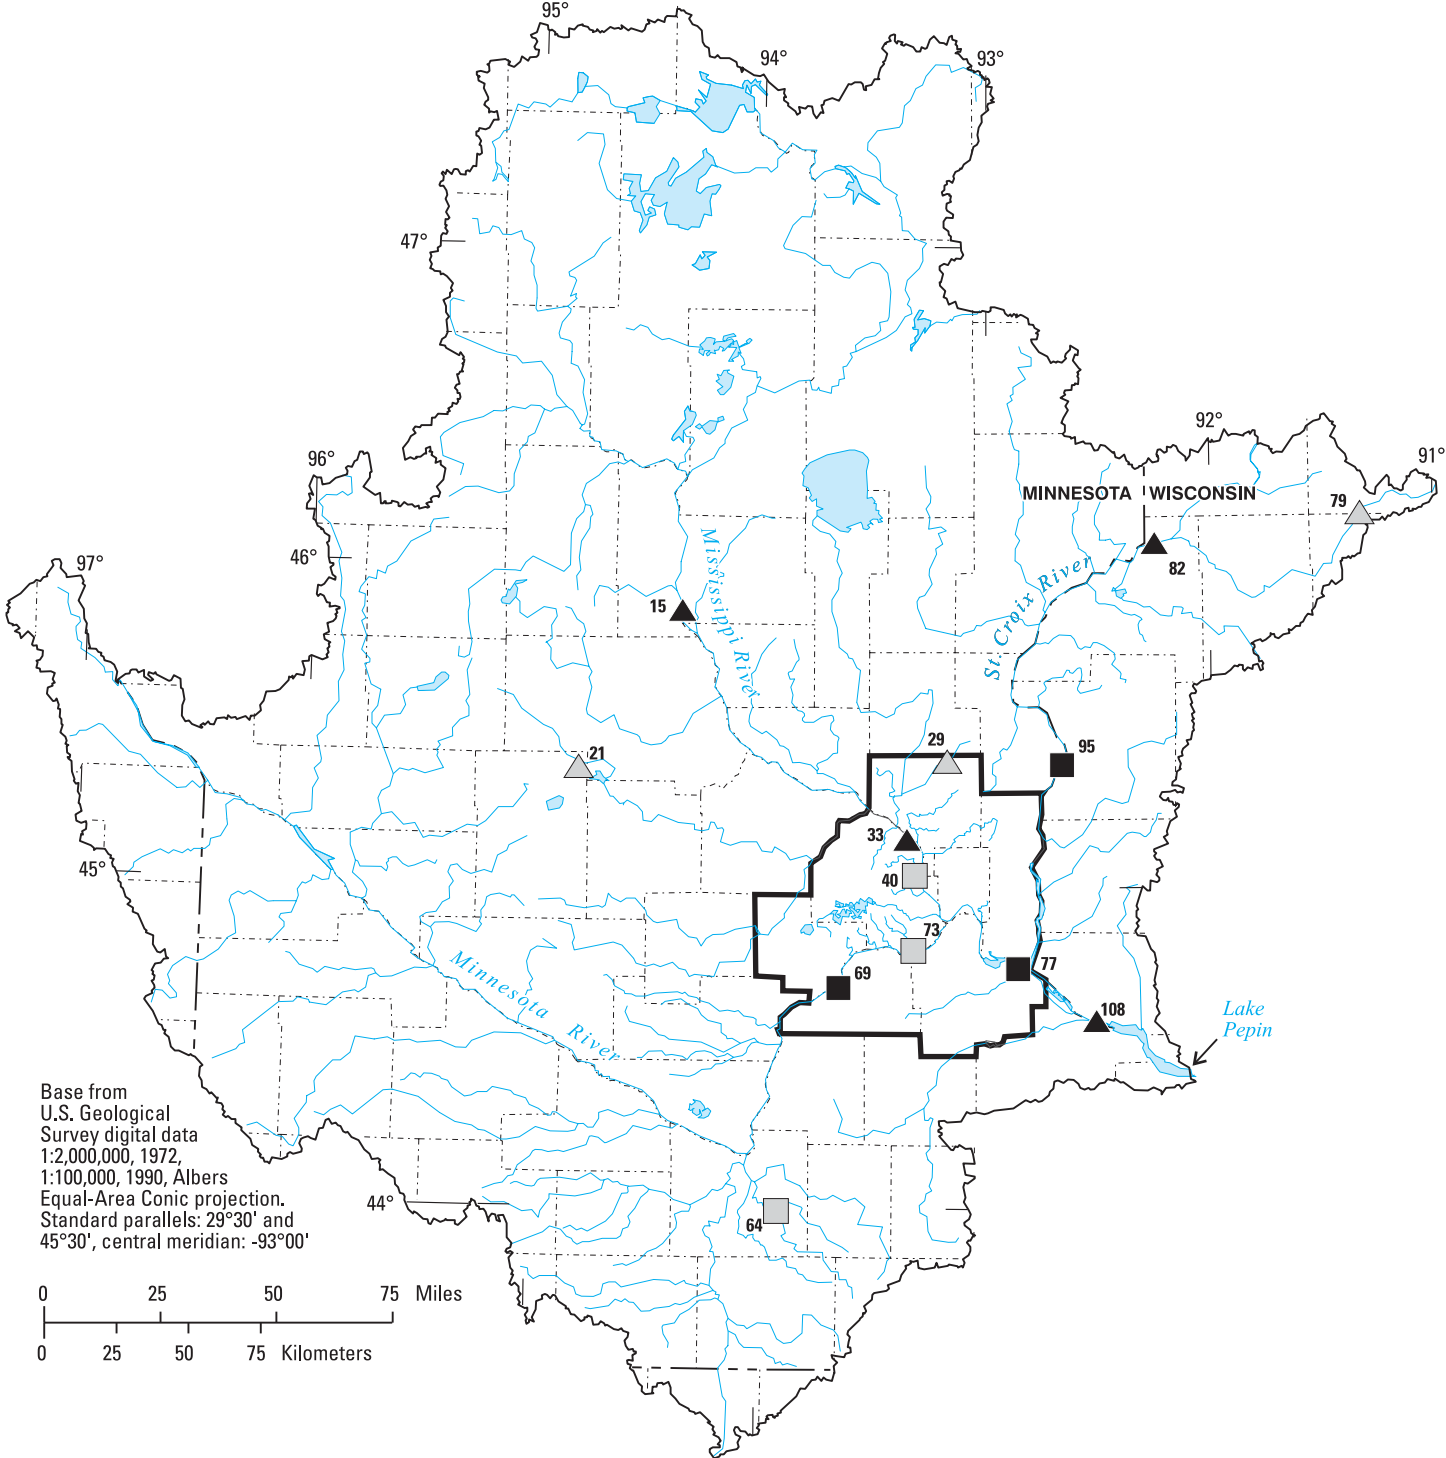 95°
94°
93°
47°
92°
91°
96°
MINNESOTA
WISCONSIN
79
46°
97°
82
Mississippi River
St. Croix River
15
21
29
95
33
45°
40
73
77
69
Minnesota River
108
Lake
Pepin
Base from
U.S. Geological
Survey digital data
1:2,000,000, 1972,
1:100,000, 1990, Albers
Equal-Area Conic projection.
Standard parallels: 29°30' and
45°30', central meridian: -93°00'
44°
64
0 25 50 75 Miles
0 25 50 75 Kilometers